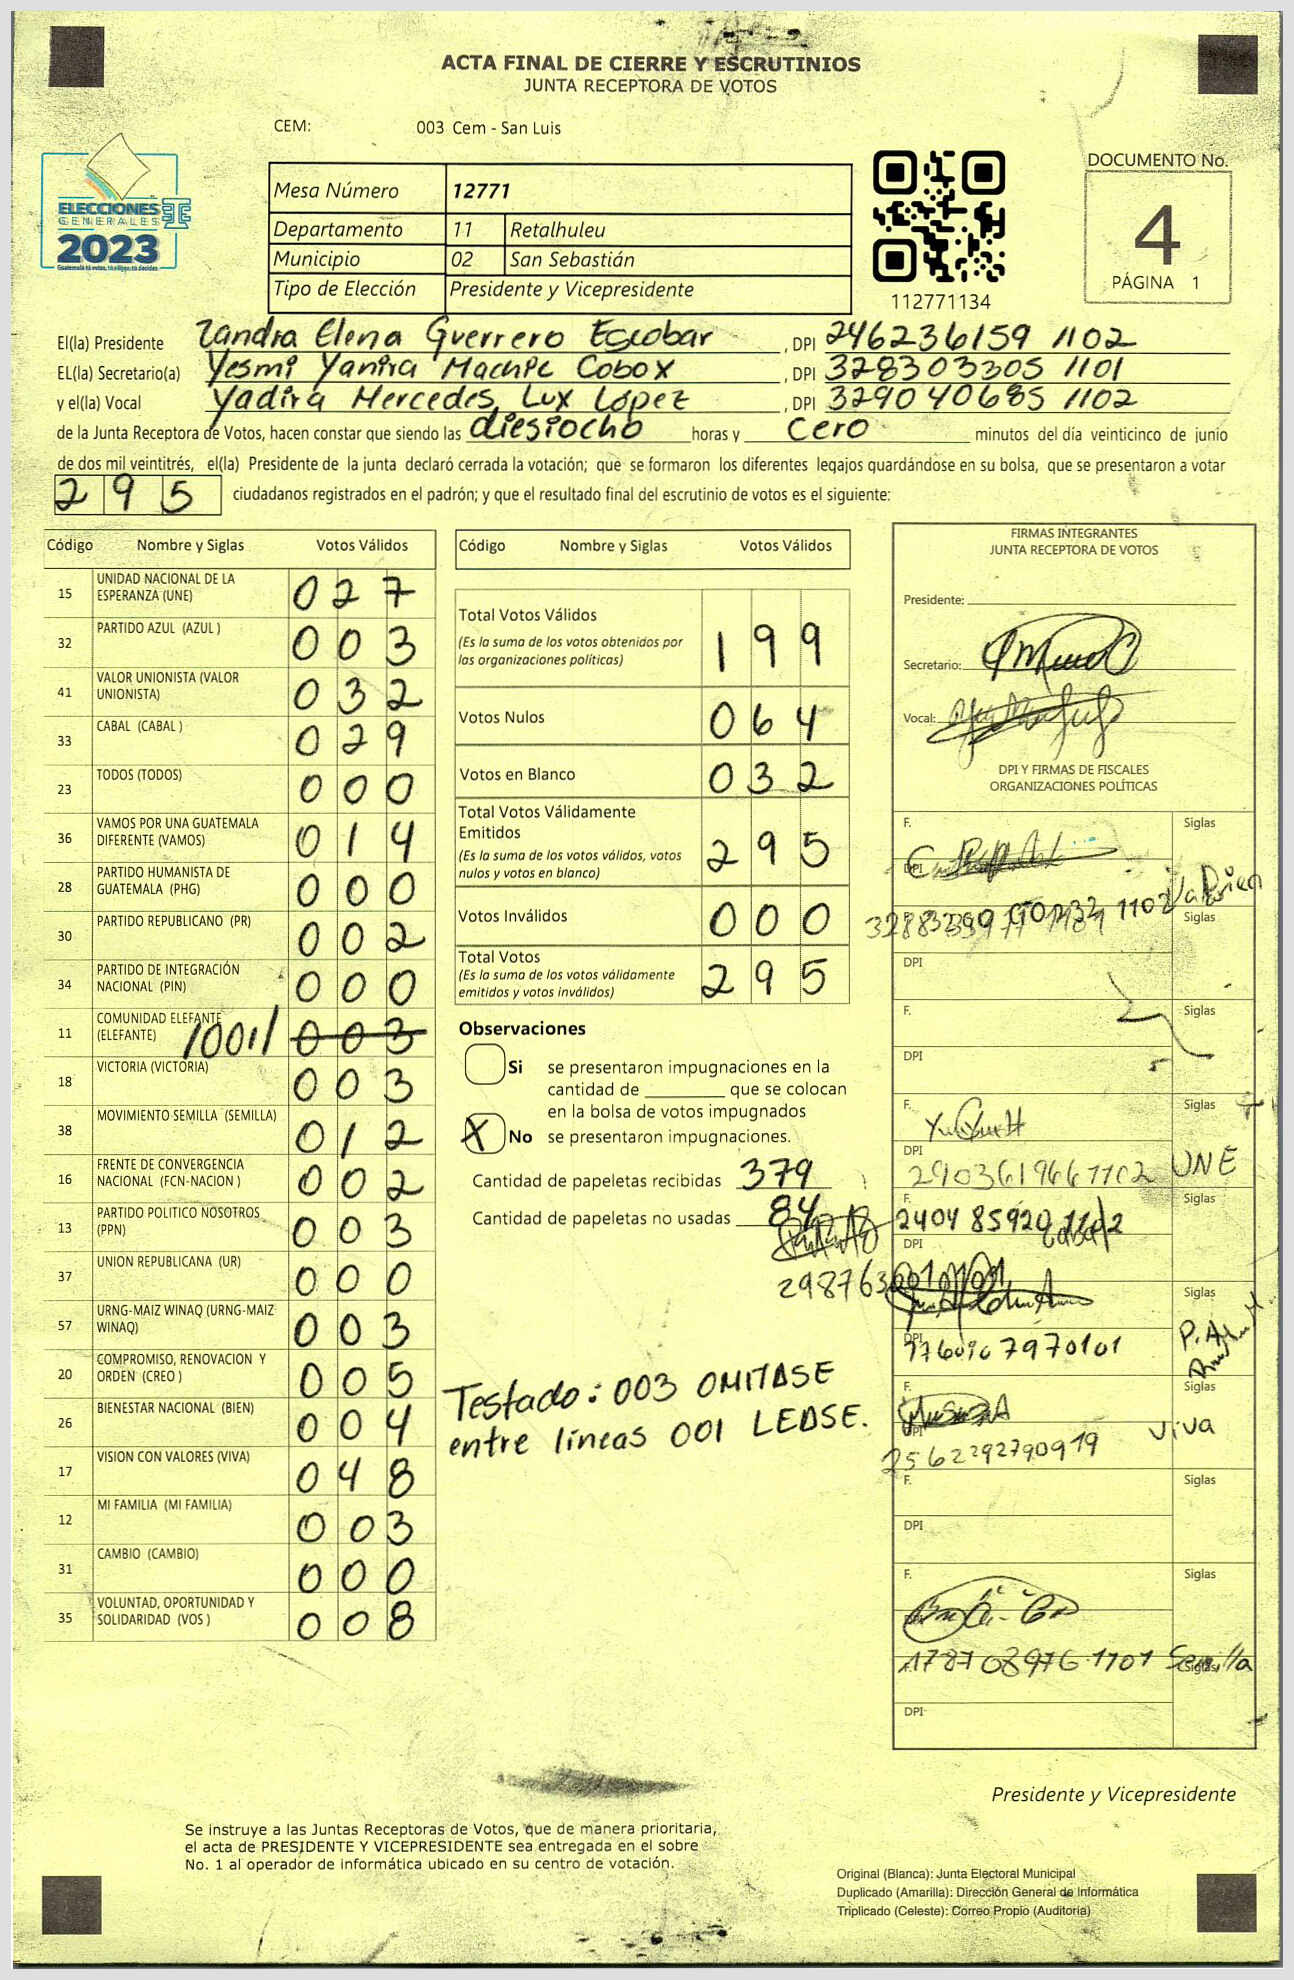 ACTA FINAL DE CIERRE Y ESCRUTINIOS
JUNTA RECEPTORA DE VOTOS
CEM: 003 Cem - San Luis
ELECCIONES
GENERALES
2023
Guatemala tú votas, tú eliges, tú decides
Mesa Número 12771
Departamento 11 Retalhuleu
Municipio 02 San Sebastián
Tipo de Elección Presidente y Vicepresidente
112771134
DOCUMENTO No.
4
PÁGINA 1
El(la) Presidente Zandra Elena Guerrero Escobar , DPI 246236159 1102
EL(la) Secretario(a) Yesmi Yanira Machic Cobox , DPI 328303305 1101
y el(la) Vocal Yadira Mercedes Lux López , DPI 329040685 1102
de la Junta Receptora de Votos, hacen constar que siendo las diesiocho horas y cero minutos del día veinticinco de junio
de dos mil veintitrés, el(la) Presidente de la junta declaró cerrada la votación; que se formaron los diferentes legajos guardándose en su bolsa, que se presentaron a votar
295 ciudadanos registrados en el padrón; y que el resultado final del escrutinio de votos es el siguiente:
Código Nombre y Siglas Votos Válidos
15 UNIDAD NACIONAL DE LA ESPERANZA (UNE) 027
32 PARTIDO AZUL (AZUL ) 003
41 VALOR UNIONISTA (VALOR UNIONISTA) 032
33 CABAL (CABAL ) 029
23 TODOS (TODOS) 000
36 VAMOS POR UNA GUATEMALA DIFERENTE (VAMOS) 014
28 PARTIDO HUMANISTA DE GUATEMALA (PHG) 000
30 PARTIDO REPUBLICANO (PR) 002
34 PARTIDO DE INTEGRACIÓN NACIONAL (PIN) 000
11 COMUNIDAD ELEFANTE (ELEFANTE) /001/ 003
18 VICTORIA (VICTORIA) 003
38 MOVIMIENTO SEMILLA (SEMILLA) 012
16 FRENTE DE CONVERGENCIA NACIONAL (FCN-NACION ) 002
13 PARTIDO POLITICO NOSOTROS (PPN) 003
37 UNION REPUBLICANA (UR) 000
57 URNG-MAIZ WINAQ (URNG-MAIZ WINAQ) 003
20 COMPROMISO, RENOVACION Y ORDEN (CREO ) 005
26 BIENESTAR NACIONAL (BIEN) 004
17 VISION CON VALORES (VIVA) 048
12 MI FAMILIA (MI FAMILIA) 003
31 CAMBIO (CAMBIO) 000
35 VOLUNTAD, OPORTUNIDAD Y SOLIDARIDAD (VOS ) 008
Código Nombre y Siglas Votos Válidos
Total Votos Válidos 199
(Es la suma de los votos obtenidos por
las organizaciones políticas)
Votos Nulos 064
Votos en Blanco 032
Total Votos Válidamente
Emitidos 295
(Es la suma de los votos válidos, votos
nulos y votos en blanco)
Votos Inválidos 000
Total Votos 295
(Es la suma de los votos válidamente
emitidos y votos inválidos)
Observaciones
Si se presentaron impugnaciones en la
cantidad de que se colocan
en la bolsa de votos impugnados
X No se presentaron impugnaciones.
Cantidad de papeletas recibidas 379
Cantidad de papeletas no usadas 84
Testado: 003 OMITASE
entre líneas 001 LEASE.
FIRMAS INTEGRANTES
JUNTA RECEPTORA DE VOTOS
Presidente:
Secretario:
Vocal:
DPI Y FIRMAS DE FISCALES
ORGANIZACIONES POLÍTICAS
F. Siglas
DPI
Siglas
DPI
F. Siglas
DPI
F. Siglas
DPI 2903619661102 UNE
F. Siglas
2404 85920 1102
DPI
Siglas
DPI 7970101 P.A
F. Siglas
DPI 2562292790919 Viva
F. Siglas
DPI
F. Siglas
1787089761101 Semilla
F. Siglas
DPI
Presidente y Vicepresidente
Se instruye a las Juntas Receptoras de Votos, que de manera prioritaria,
el acta de PRESIDENTE Y VICEPRESIDENTE sea entregada en el sobre
No. 1 al operador de informática ubicado en su centro de votación.
Original (Blanca): Junta Electoral Municipal
Duplicado (Amarilla): Dirección General de Informática
Triplicado (Celeste): Correo Propio (Auditoria)